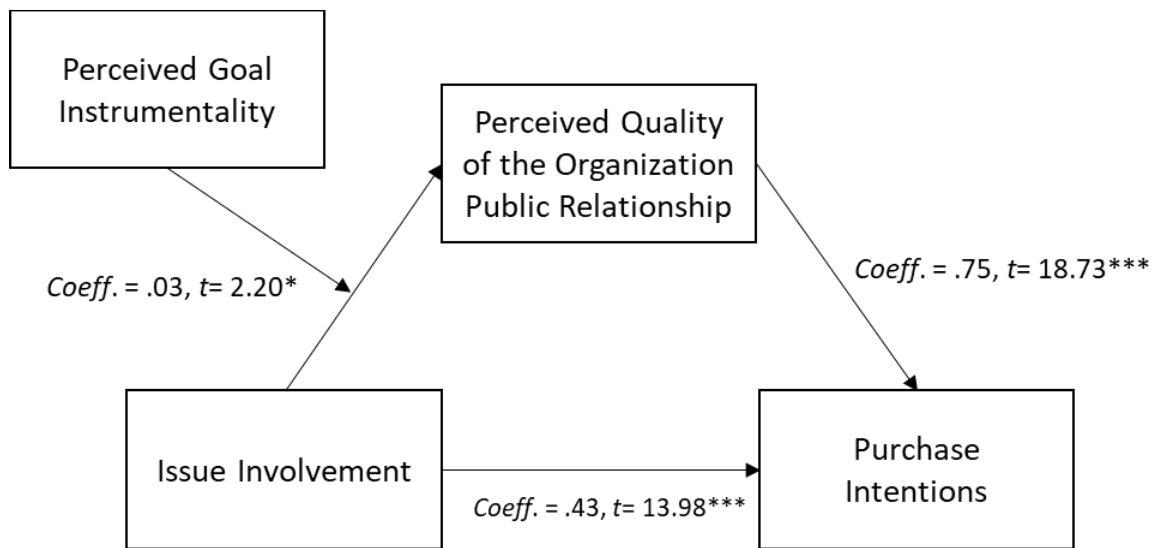 Perceived Goal
Instrumentality
Perceived Quality
of the Organization
Public Relationship
Coeff. = .03, t= 2.20*
Coeff. = .75, t= 18.73***
Issue Involvement
Purchase
Intentions
Coeff. = .43, t= 13.98***